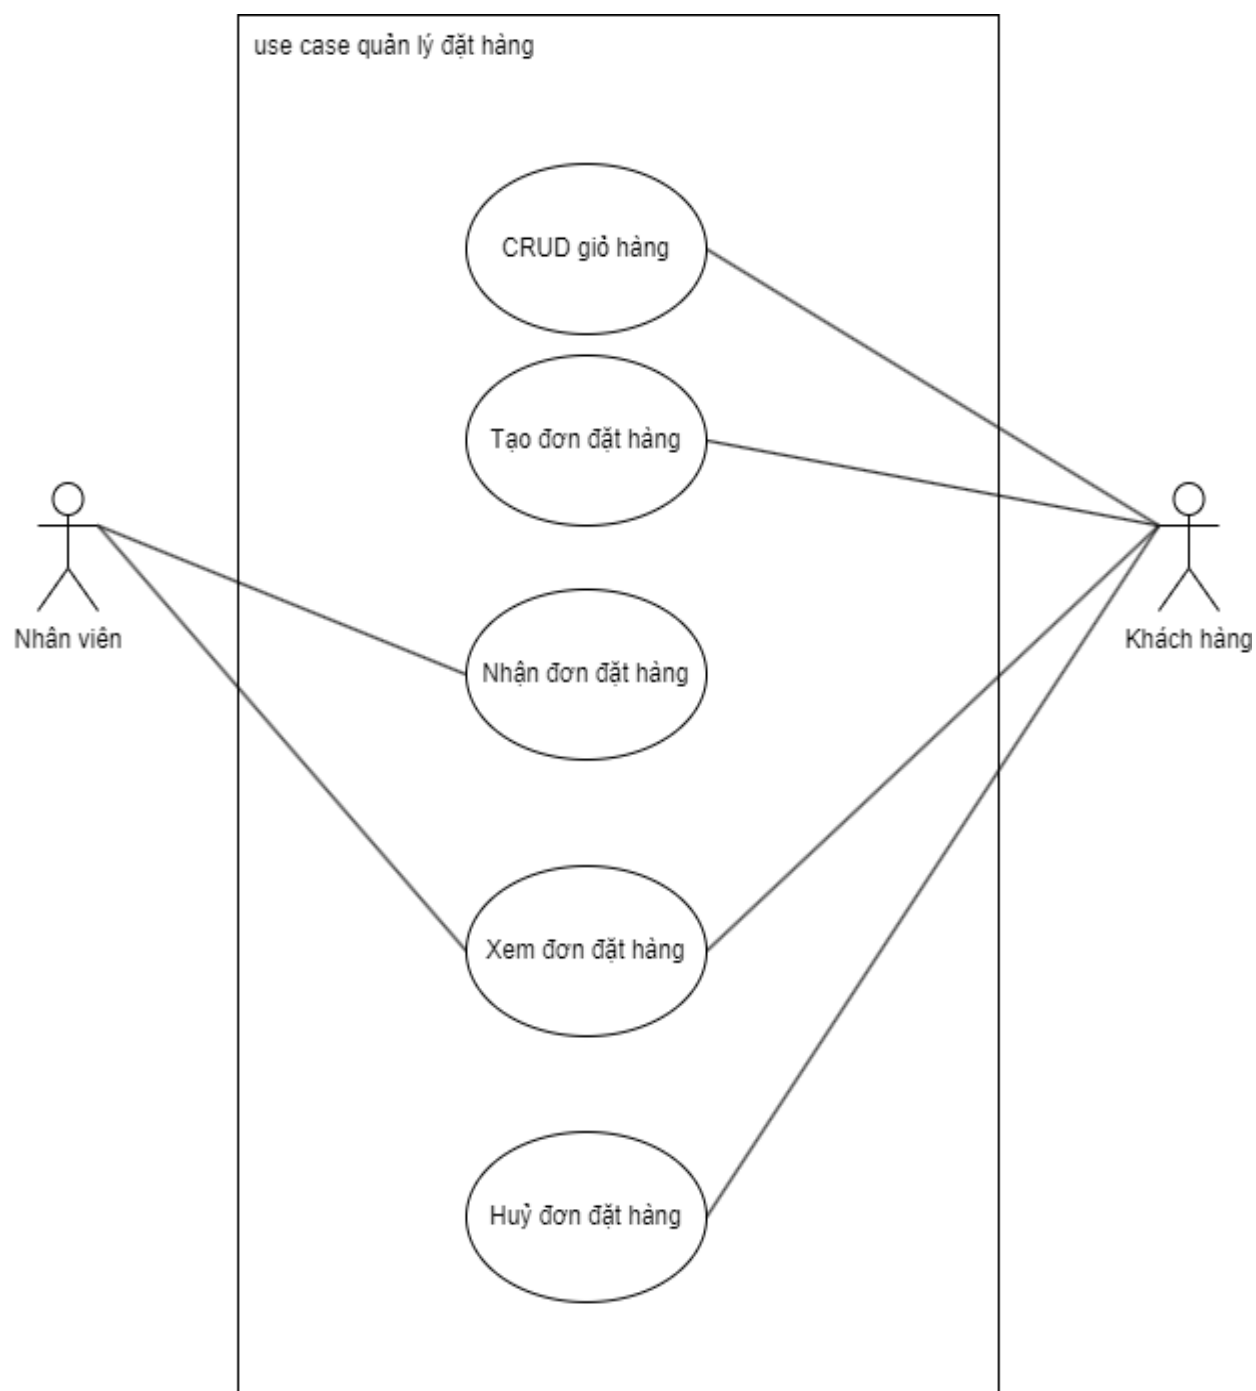 use case quản lý đặt hàng
CRUD giỏ hàng
Tạo đơn đặt hàng
Nhân viên
Khách hàng
Nhận đơn đặt hàng
Xem đơn đặt hàng
Huỷ đơn đặt hàng